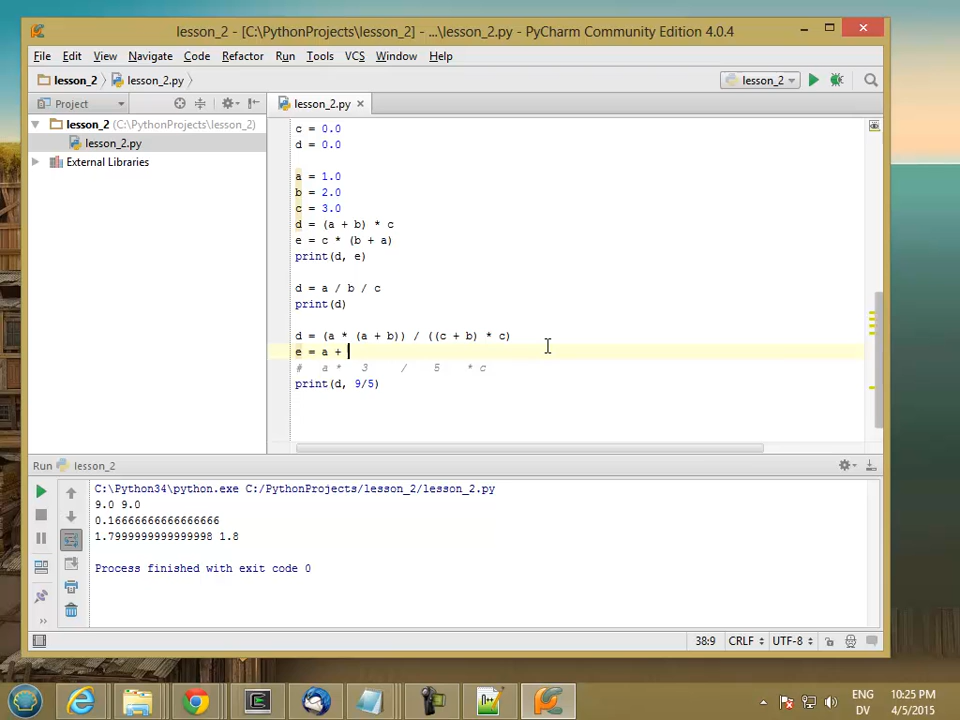 lesson_2 - [C:\PythonProjects\lesson_2] - ...\lesson_2.py - PyCharm Community Edition 4.0.4
File Edit View Navigate Code Refactor Run Tools VCS Window Help
lesson_2 lesson_2.py lesson_2
Project lesson_2.py
lesson_2 (C:\PythonProjects\lesson_2)
lesson_2.py
External Libraries
c = 0.0
d = 0.0
a = 1.0
b = 2.0
c = 3.0
d = (a + b) * c
e = c * (b + a)
print(d, e)
d = a / b / c
print(d)
d = (a * (a + b)) / ((c + b) * c)
e = a +
# a * 3 / 5 * c
print(d, 9/5)
Run lesson_2
C:\Python34\python.exe C:/PythonProjects/lesson_2/lesson_2.py
9.0 9.0
0.16666666666666666
1.7999999999999998 1.8
Process finished with exit code 0
38:9 CRLF UTF-8
ENG 10:25 PM
DV 4/5/2015